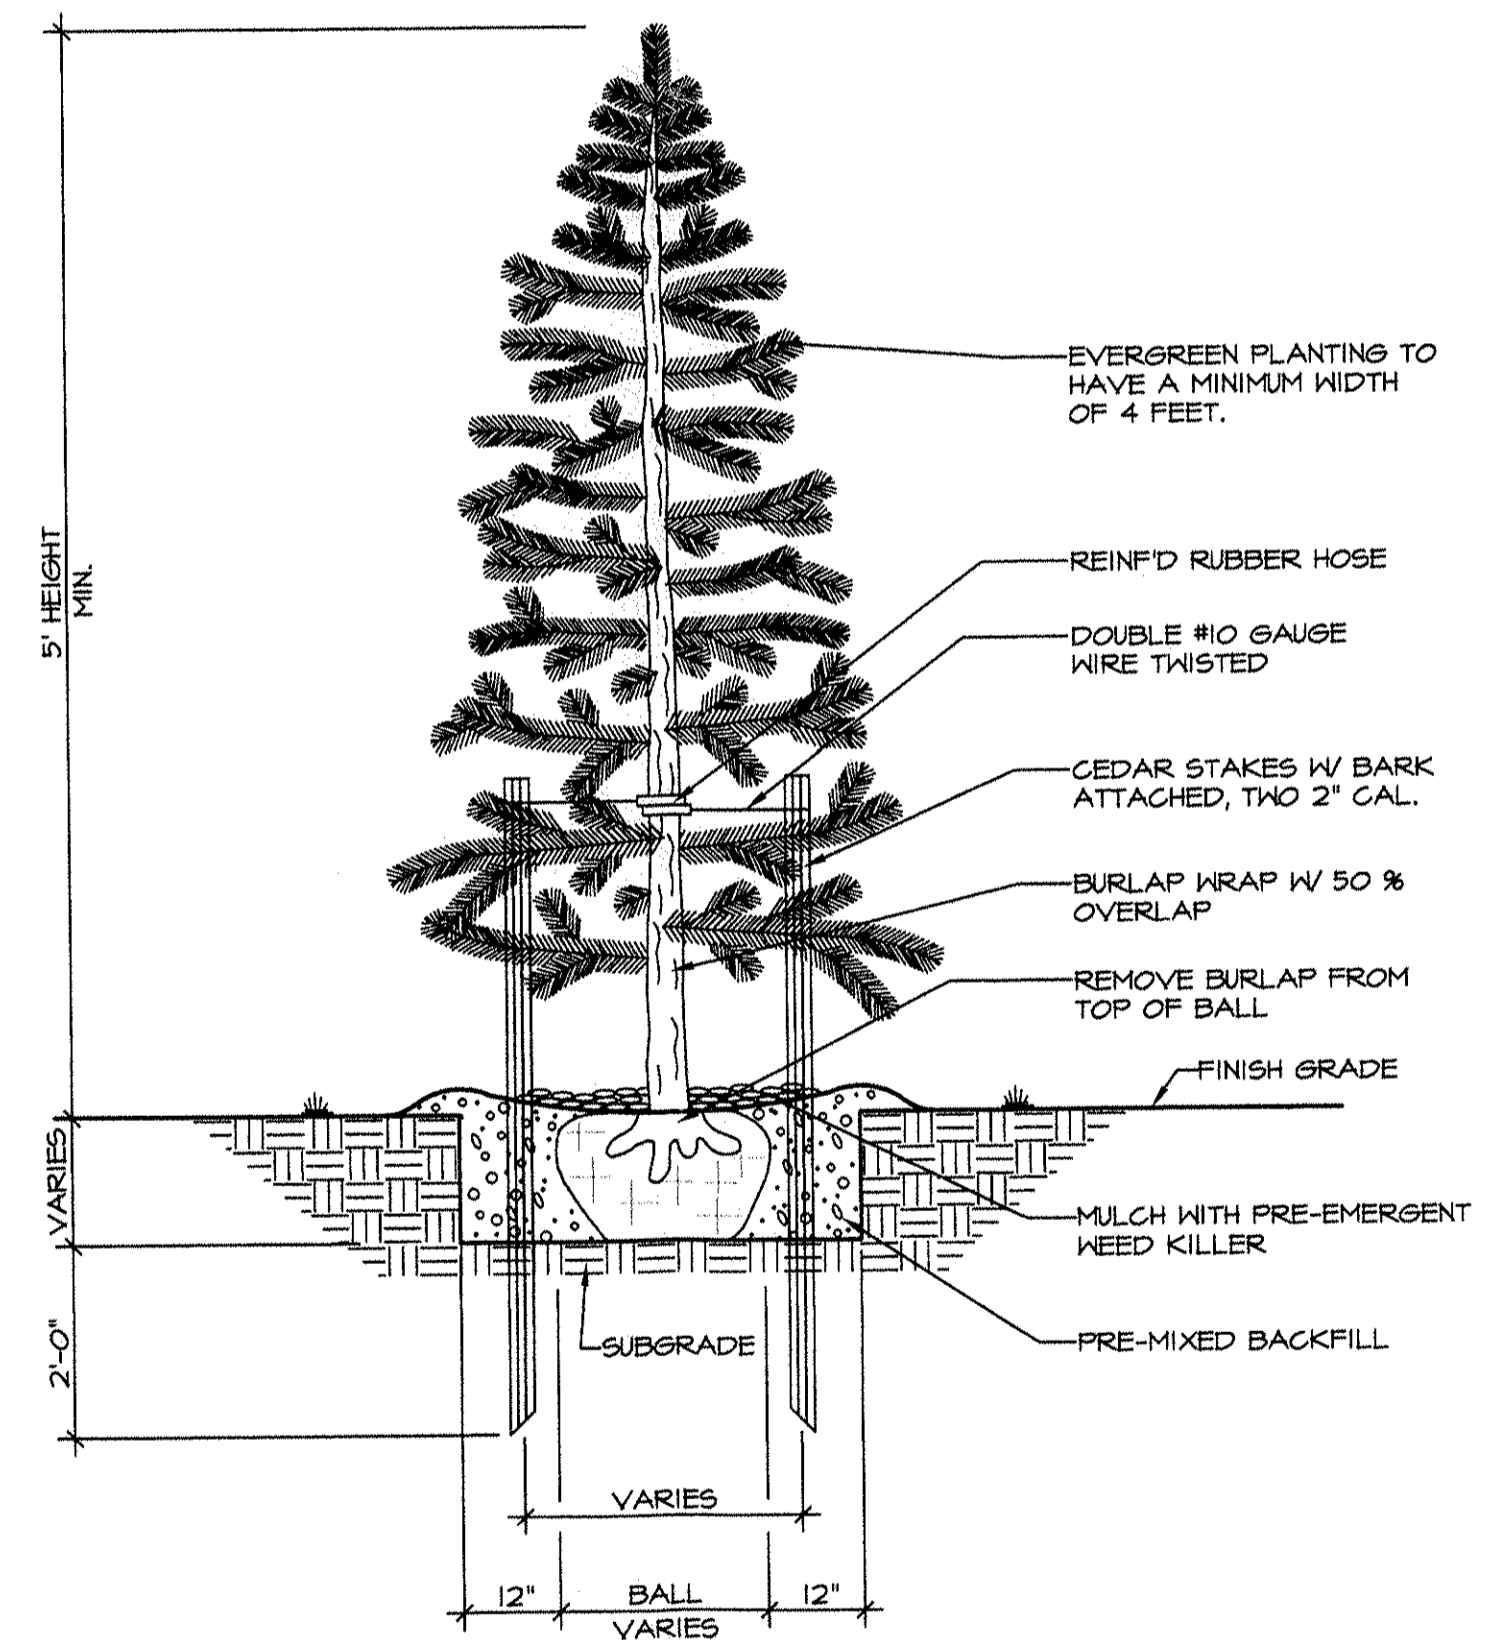 5' HEIGHT
MIN.
EVERGREEN PLANTING TO
HAVE A MINIMUM WIDTH
OF 4 FEET.
REINF'D RUBBER HOSE
DOUBLE #10 GAUGE
WIRE TWISTED
CEDAR STAKES W/ BARK
ATTACHED, TWO 2" CAL.
BURLAP WRAP W/ 50 %
OVERLAP
REMOVE BURLAP FROM
TOP OF BALL
FINISH GRADE
VARIES
MULCH WITH PRE-EMERGENT
WEED KILLER
2'-0"
SUBGRADE
PRE-MIXED BACKFILL
VARIES
12"
BALL
VARIES
12"